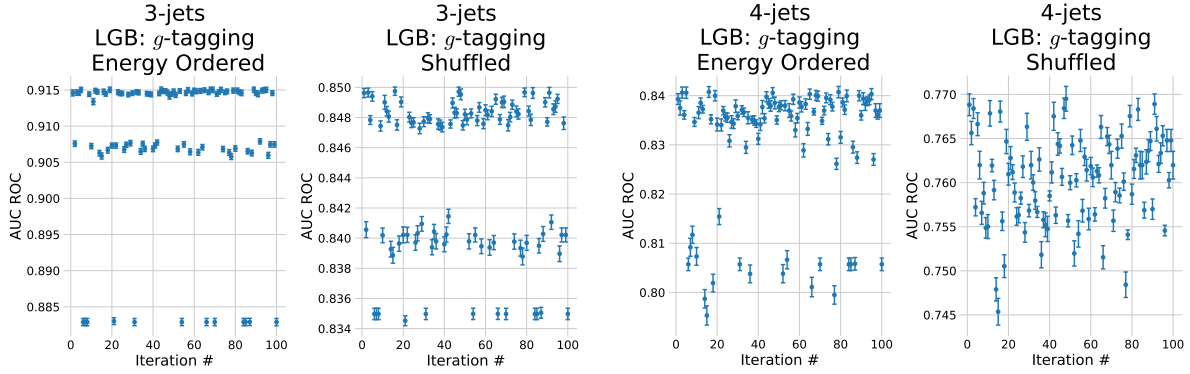 3-jets
LGB: g-tagging
Energy Ordered
AUC ROC
0.915
0.910
0.905
0.900
0.895
0.890
0.885
0 20 40 60 80 100
Iteration #
3-jets
LGB: g-tagging
Shuffled
AUC ROC
0.850
0.848
0.846
0.844
0.842
0.840
0.838
0.836
0.834
0 20 40 60 80 100
Iteration #
4-jets
LGB: g-tagging
Energy Ordered
AUC ROC
0.84
0.83
0.82
0.81
0.80
0 20 40 60 80 100
Iteration #
4-jets
LGB: g-tagging
Shuffled
AUC ROC
0.770
0.765
0.760
0.755
0.750
0.745
0 20 40 60 80 100
Iteration #